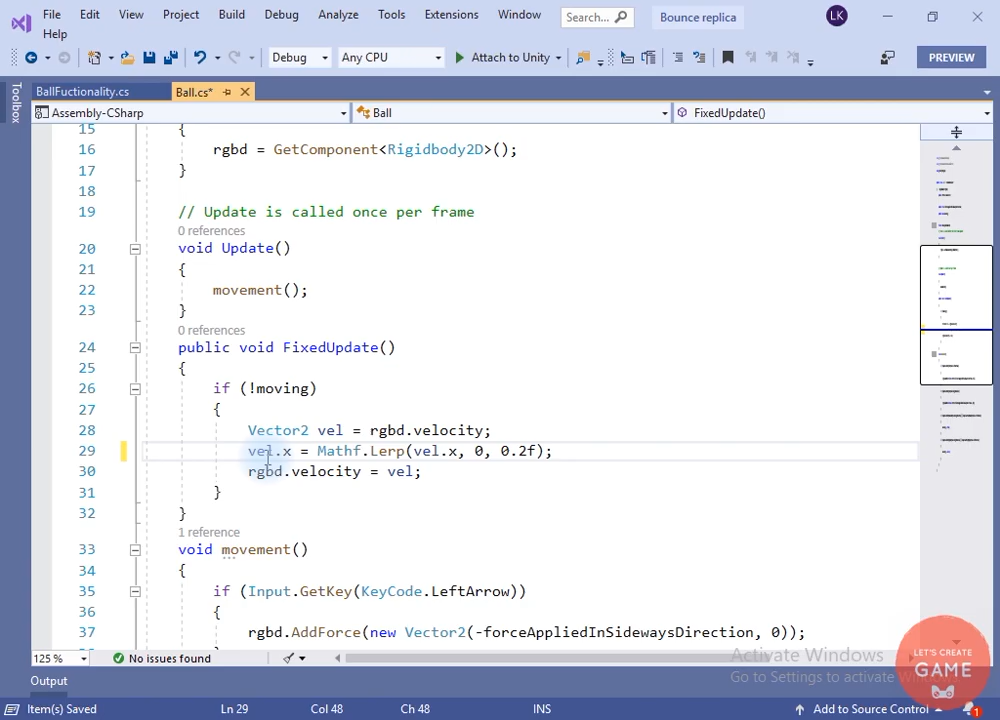 File Edit View Project Build Debug Analyze Tools Extensions Window Search... Bounce replica LK
Help
Debug Any CPU Attach to Unity PREVIEW
Toolbox
BallFuctionality.cs Ball.cs*
Assembly-CSharp Ball FixedUpdate()
15 {
16 rgbd = GetComponent<Rigidbody2D>();
17 }
18
19 // Update is called once per frame
0 references
20 void Update()
21 {
22 movement();
23 }
0 references
24 public void FixedUpdate()
25 {
26 if (!moving)
27 {
28 Vector2 vel = rgbd.velocity;
29 vel.x = Mathf.Lerp(vel.x, 0, 0.2f);
30 rgbd.velocity = vel;
31 }
32 }
1 reference
33 void movement()
34 {
35 if (Input.GetKey(KeyCode.LeftArrow))
36 {
37 rgbd.AddForce(new Vector2(-forceAppliedInSidewaysDirection, 0));
125 % No issues found
Activate Windows
Go to Settings to activate Windows
LET'S CREATE
GAME
Output
Item(s) Saved Ln 29 Col 48 Ch 48 INS Add to Source Control 1